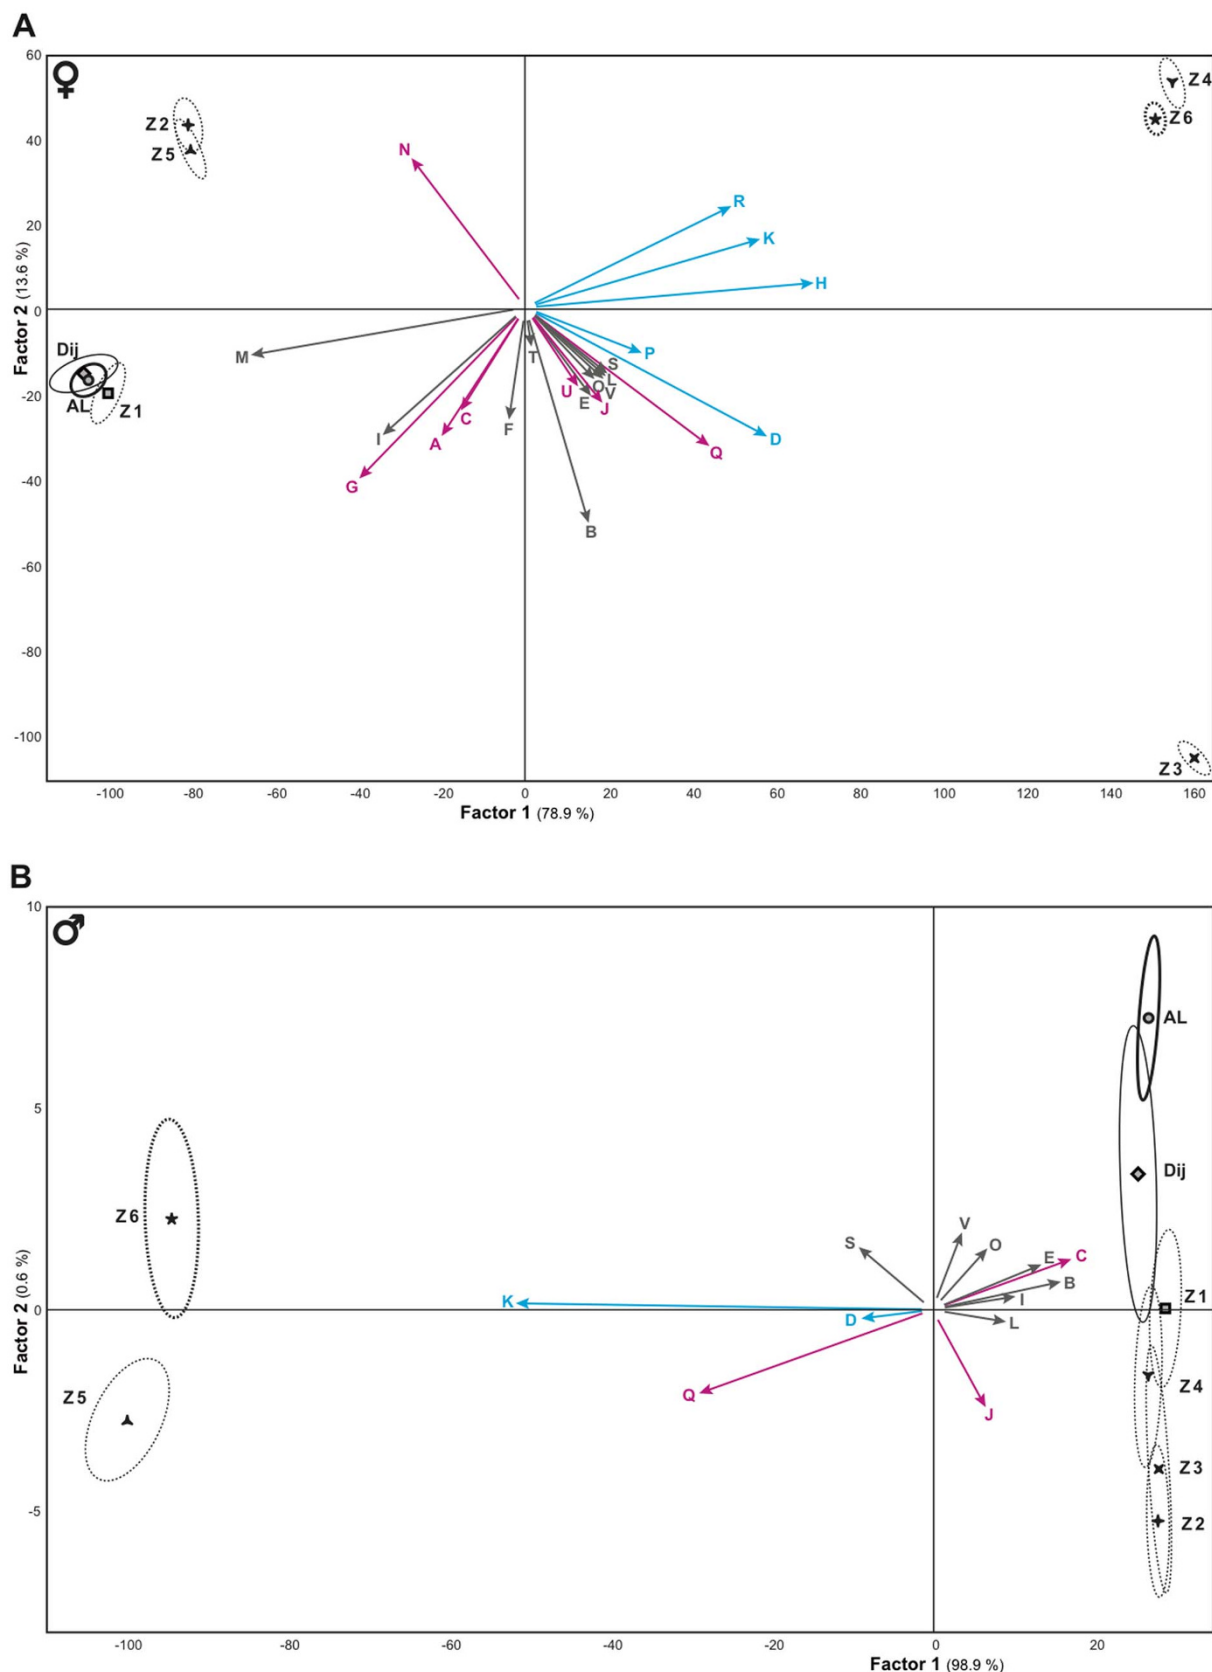 A
60
Z4
Z6
40
Z2
Z5
N
R
20
K
H
Factor 2 (13.6 %)
0
M
T
P
Dij
S
L
O
V
U
E
J
AL
Z1
-20
C
I
A
F
Q
D
G
-40
B
-60
-80
-100
Z3
-100 -80 -60 -40 -20 0 20 40 60 80 100 120 140 160
Factor 1 (78.9 %)
B
10
AL
5
Dij
Z6
V
O
S
E
C
B
Factor 2 (0.6 %)
K
I
Z1
0
D
L
Z4
Z5
Q
J
Z3
-5
Z2
-100 -80 -60 -40 -20 0 20
Factor 1 (98.9 %)